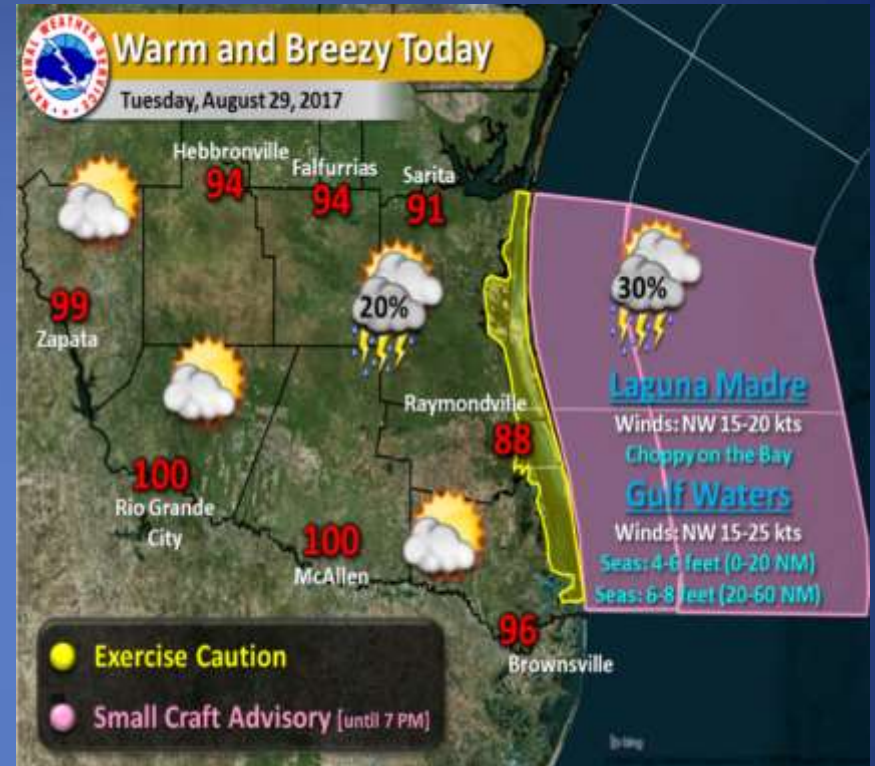 NATIONAL WEATHER SERVICE
Warm and Breezy Today
Tuesday, August 29, 2017
Hebbronville
94
Falfurrias
94
Sarita
91
99
Zapata
20%
30%
Laguna Madre
Winds: NW 15-20 kts
Choppy on the Bay
Gulf Waters
Winds: NW 15-25 kts
Seas: 4-6 feet (0-20 NM)
Seas: 6-8 feet (20-60 NM)
Raymondville
88
100
Rio Grande
City
100
McAllen
96
Brownsville
Exercise Caution
Small Craft Advisory [until 7 PM]
bing